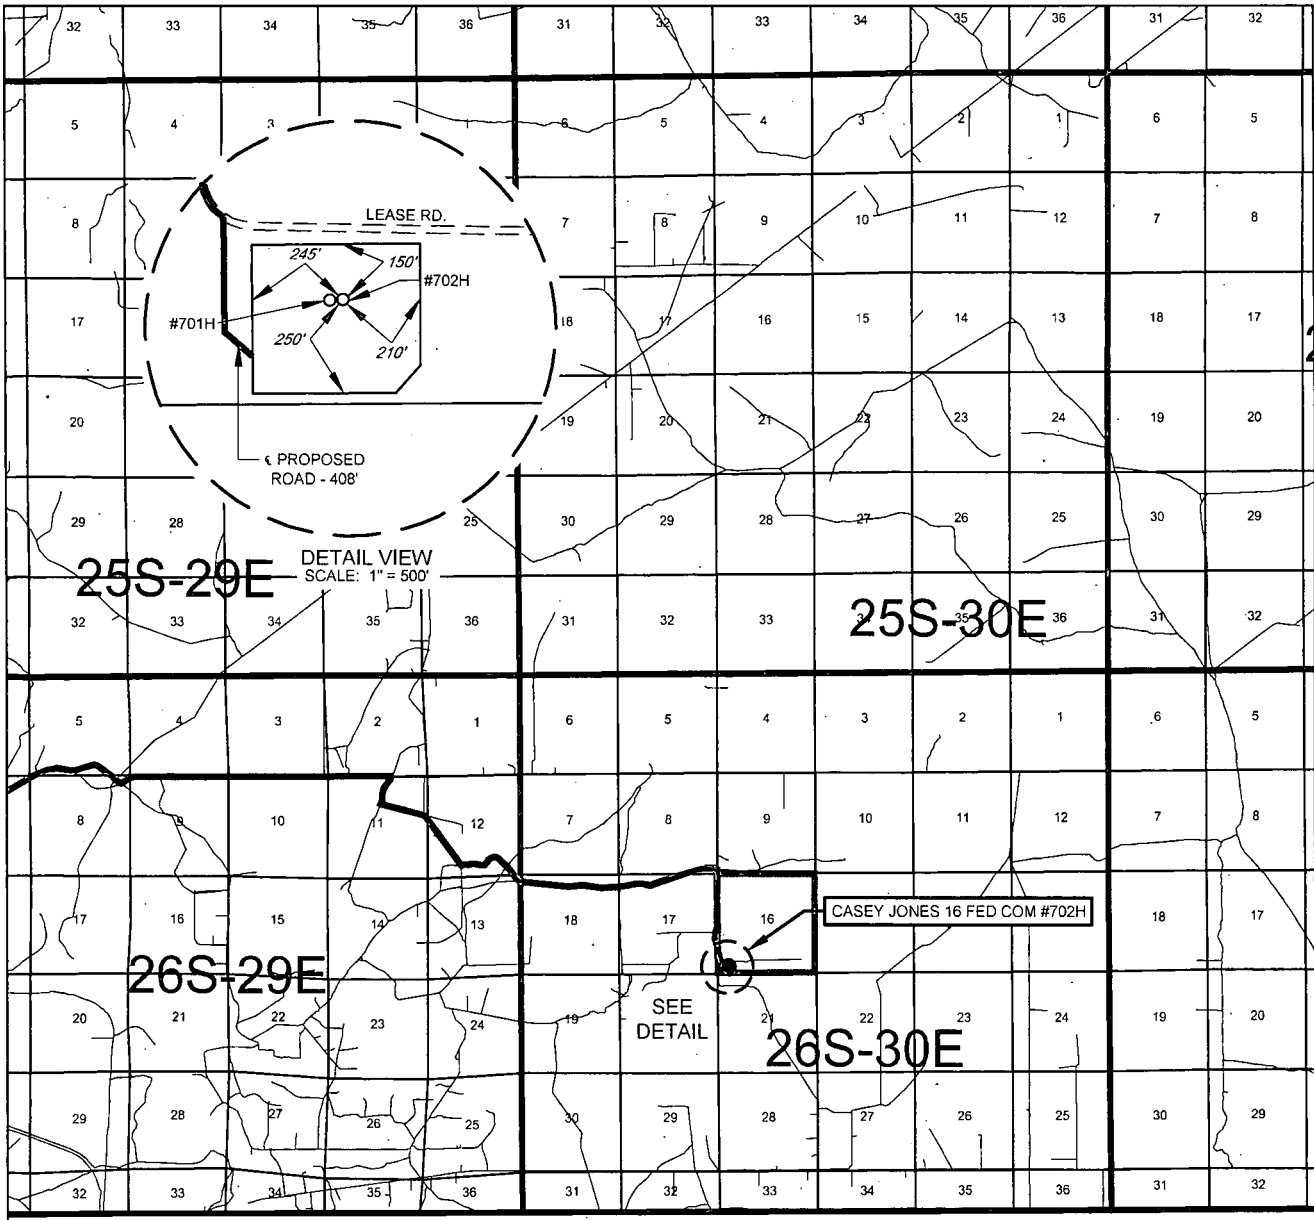 32 33 34 35 36 31 32 33 34 35 36 31 32
5 4 3 6 5 4 3 2 1 6 5
8 7 8 9 10 11 12 7 8
LEASE RD.
245' 150'
#702H
#701H
250' 210'
17 18 17 16 15 14 13 18 17
20 19 20 21 22 23 24 19 20
℄ PROPOSED
ROAD - 408'
29 28 25 30 29 28 27 26 25 30 29
DETAIL VIEW
SCALE: 1" = 500'
25S-29E
25S-30E
32 33 34 35 36 31 32 33 35 36 31 32
5 4 3 2 1 6 5 4 3 2 1 6 5
8 9 10 11 12 7 8 9 10 11 12 7 8
CASEY JONES 16 FED COM #702H
17 16 15 14 13 18 17 16 18 17
26S-29E
SEE
DETAIL
20 21 22 23 24 19 21 22 23 24 19 20
26S-30E
29 28 27 26 25 30 29 28 27 26 25 30 29
32 33 34 35 36 31 32 33 34 35 36 31 32